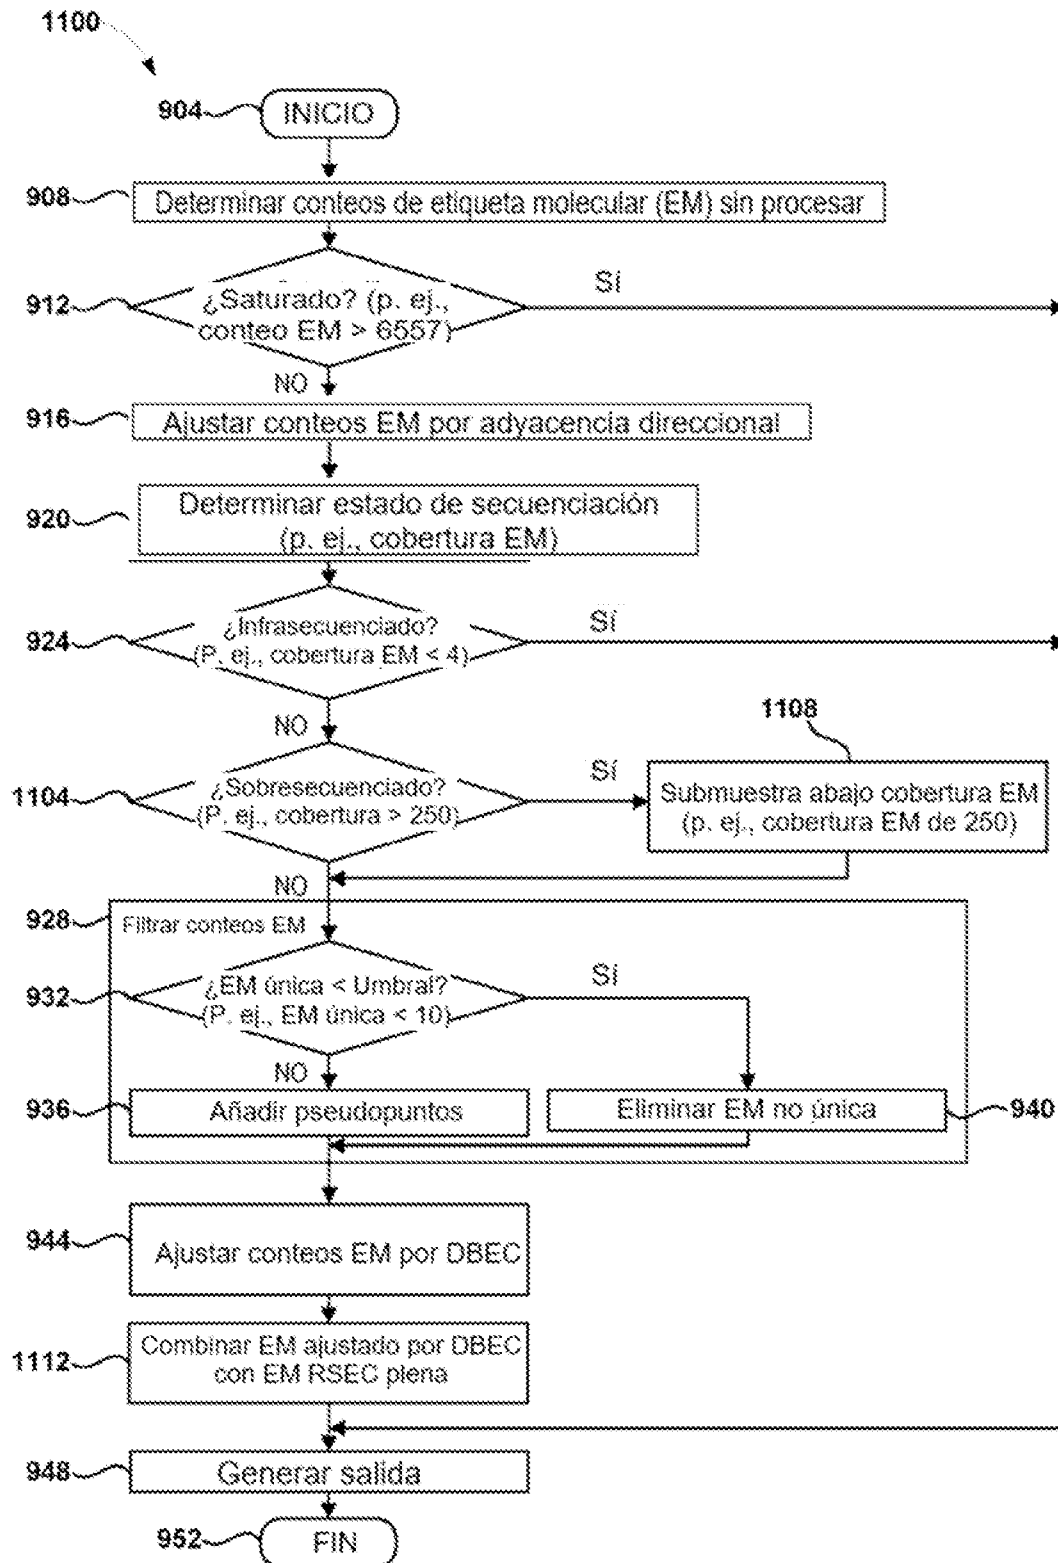 1100
904
INICIO
908
Determinar conteos de etiqueta molecular (EM) sin procesar
912
¿Saturado? (p. ej.,
conteo EM > 6557)
Sí
NO
916
Ajustar conteos EM por adyacencia direccional
920
Determinar estado de secuenciación
(p. ej., cobertura EM)
924
¿Infrasecuenciado?
(P. ej., cobertura EM < 4)
Sí
NO
1108
1104
¿Sobresecuenciado?
(P. ej., cobertura > 250)
Sí
Submuestra abajo cobertura EM
(p. ej., cobertura EM de 250)
NO
928
Filtrar conteos EM
932
¿EM única < Umbral?
(P. ej., EM única < 10)
Sí
NO
936
Añadir pseudopuntos
Eliminar EM no única
940
944
Ajustar conteos EM por DBEC
1112
Combinar EM ajustado por DBEC
con EM RSEC plena
948
Generar salida
952
FIN